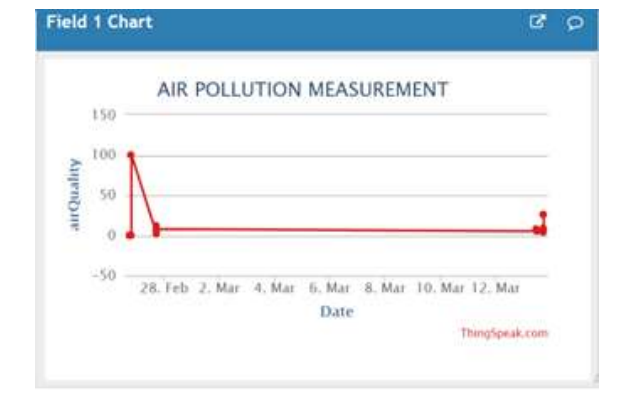 Field 1 Chart
AIR POLLUTION MEASUREMENT
150
100
50
0
-50
airQuality
28. Feb 2. Mar 4. Mar 6. Mar 8. Mar 10. Mar 12. Mar
Date
ThingSpeak.com